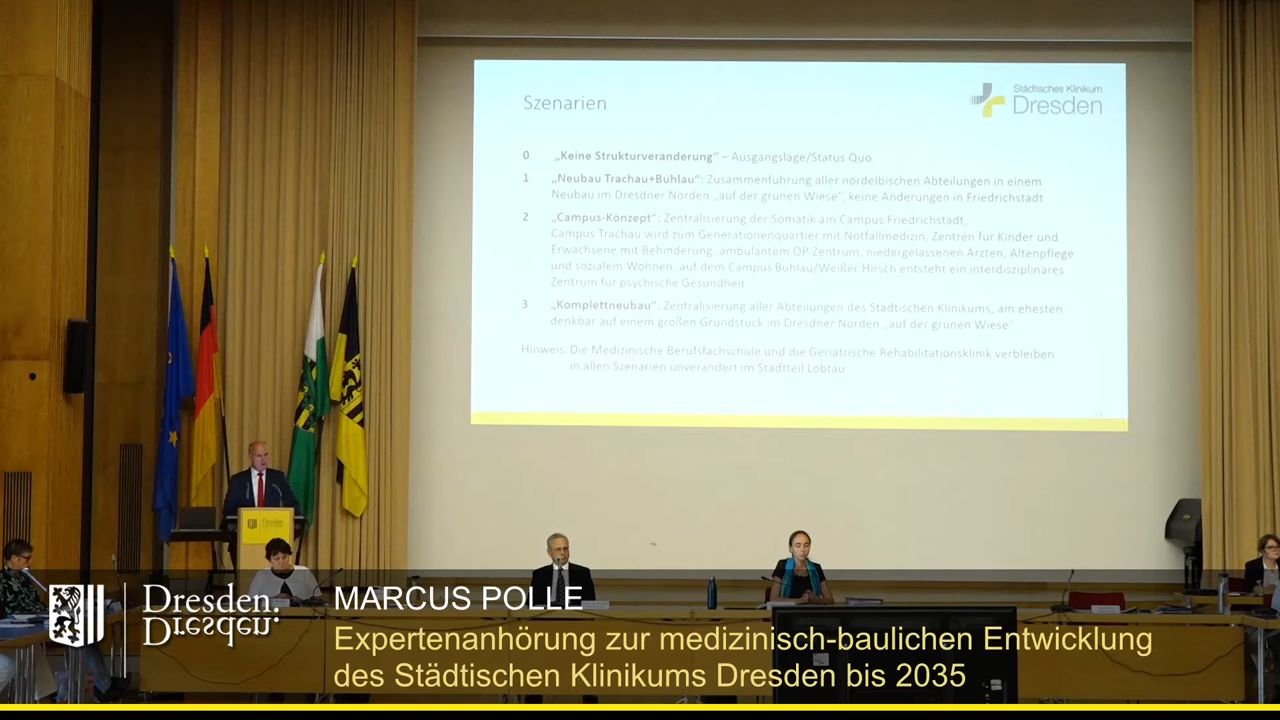 Szenarien
Städtisches Klinikum
Dresden
0 „Keine Strukturveränderung“ – Ausgangslage/Status Quo
1 „Neubau Trachau+Bühlau“: Zusammenführung aller nordelbischen Abteilungen in einem
Neubau im Dresdner Norden „auf der grünen Wiese“, keine Änderungen in Friedrichstadt
2 „Campus-Konzept“: Zentralisierung der Somatik am Campus Friedrichstadt,
Campus Trachau wird zum Generationenquartier mit Notfallmedizin, Zentren für Kinder und
Erwachsene mit Behinderung, ambulantem OP-Zentrum, niedergelassenen Ärzten, Altenpflege
und sozialem Wohnen, auf dem Campus Bühlau/Weißer Hirsch entsteht ein interdisziplinäres
Zentrum für psychische Gesundheit
3 „Komplettneubau“: Zentralisierung aller Abteilungen des Städtischen Klinikums, am ehesten
denkbar auf einem großen Grundstück im Dresdner Norden „auf der grünen Wiese“
Hinweis: Die Medizinische Berufsfachschule und die Geriatrische Rehabilitationsklinik verbleiben
in allen Szenarien unverändert im Stadtteil Löbtau
Dresden.
Dresden.
Dresden.
MARCUS POLLE
Expertenanhörung zur medizinisch-baulichen Entwicklung
des Städtischen Klinikums Dresden bis 2035